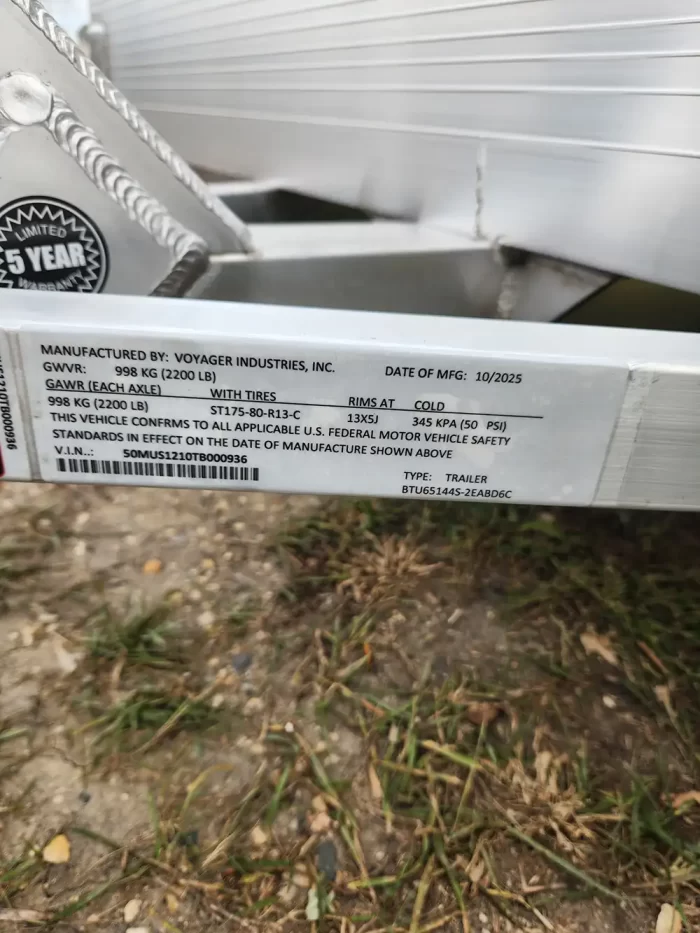 LIMITED
5 YEAR
WARRANTY
MANUFACTURED BY: VOYAGER INDUSTRIES, INC.
DATE OF MFG: 10/2025
GWVR: 998 KG (2200 LB)
GAWR (EACH AXLE) WITH TIRES RIMS AT COLD
998 KG (2200 LB) ST175-80-R13-C 13X5J 345 KPA (50 PSI)
THIS VEHICLE CONFRMS TO ALL APPLICABLE U.S. FEDERAL MOTOR VEHICLE SAFETY
STANDARDS IN EFFECT ON THE DATE OF MANUFACTURE SHOWN ABOVE
V.I.N..: 50MUS1210TB000936
TYPE: TRAILER
BTU65144S-2EABD6C